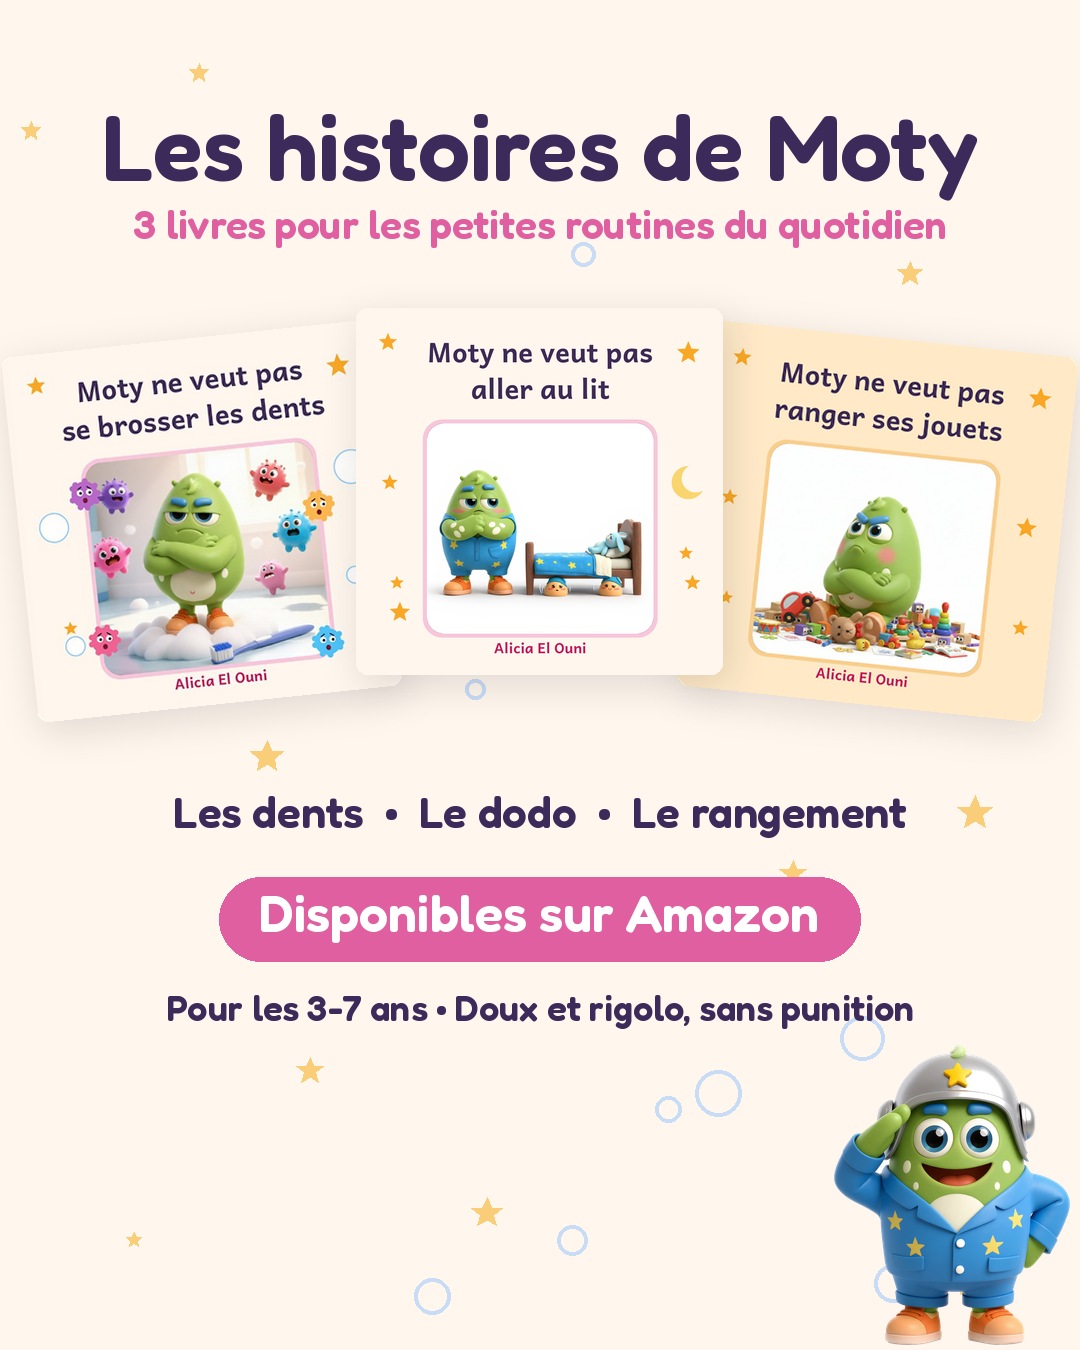 Les histoires de Moty
3 livres pour les petites routines du quotidien
Moty ne veut pas
se brosser les dents
Alicia El Ouni
Moty ne veut pas
aller au lit
Alicia El Ouni
Moty ne veut pas
ranger ses jouets
Alicia El Ouni
Les dents • Le dodo • Le rangement
Disponibles sur Amazon
Pour les 3-7 ans • Doux et rigolo, sans punition